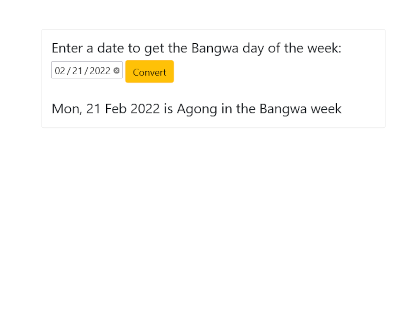 Enter a date to get the Bangwa day of the week:
02/21/2022 Convert
Mon, 21 Feb 2022 is Agong in the Bangwa week